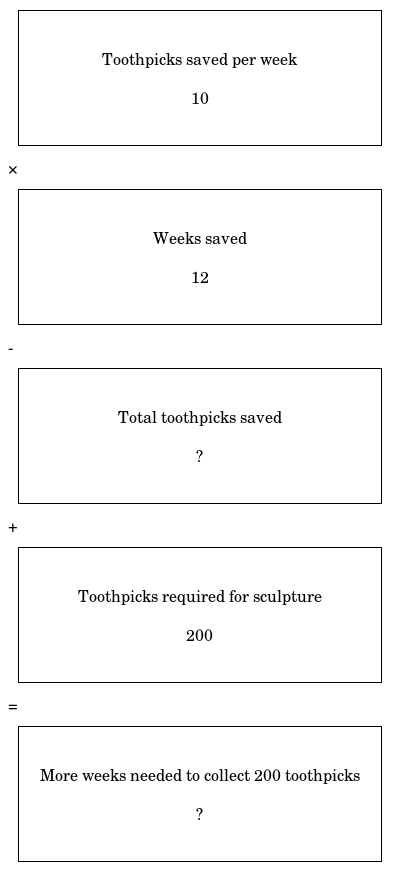 Toothpicks saved per week
10
×
Weeks saved
12
-
Total toothpicks saved
?
+
Toothpicks required for sculpture
200
=
More weeks needed to collect 200 toothpicks
?